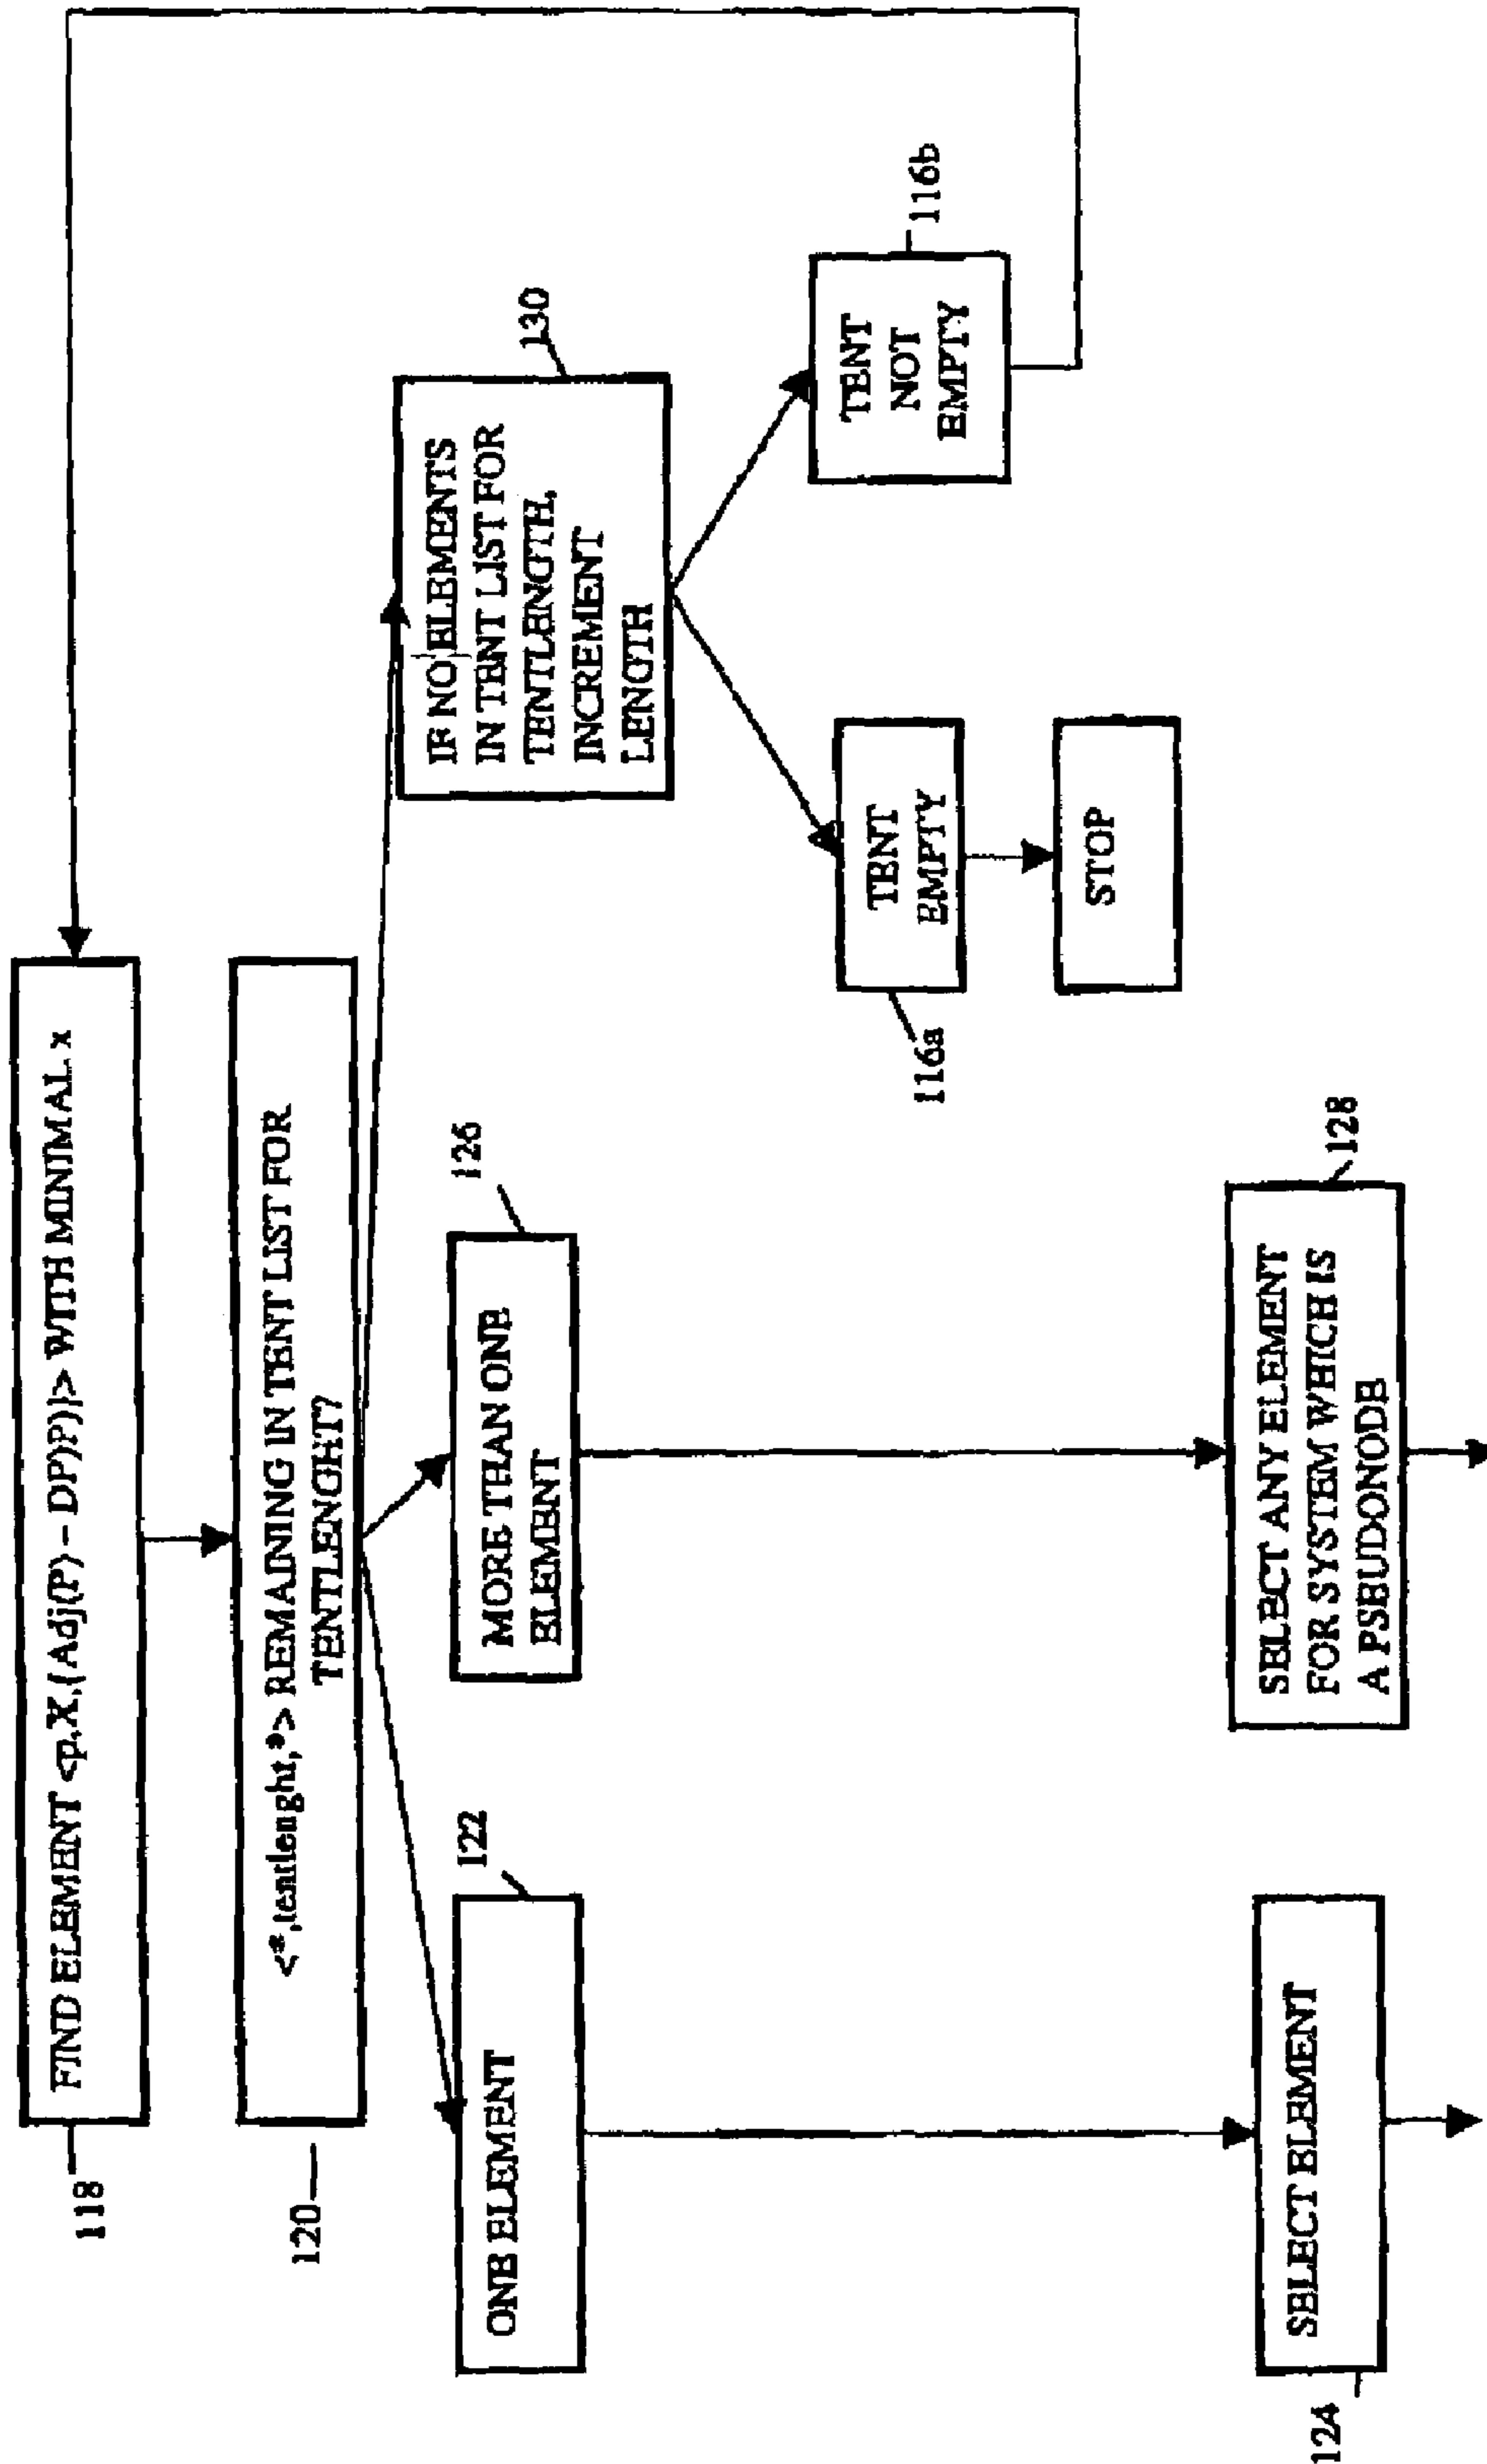 118
FIND ELEMENT <p,X,{Adj(P) – DP)P)}> WITH MINIMAL x
120
<*,tentlenght,*> REMAINING IN TENT LIST FOR
TENTLENGHT?
122
ONE ELEMENT
126
MORE THAN ONE
ELEMENT
130
IF NO ELEMENTS
IN TENT LIST FOR
TENTLENGTH,
INCREMENT
LENGTH
116a
TENT
EMPTY
116b
TENT
NOT
EMPTY
STOP
124
SELECT ELEMENT
128
SELECT ANY ELEMENT
FOR SYSTEM WHICH IS
A PSEUDONODE